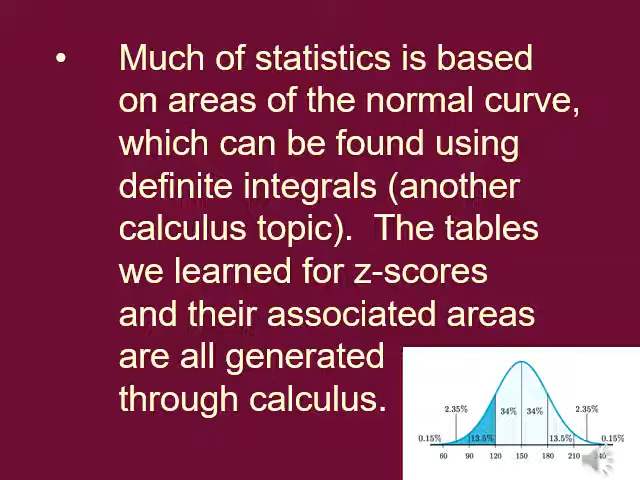 • Much of statistics is based
on areas of the normal curve,
which can be found using
definite integrals (another
calculus topic).  The tables
we learned for z-scores
and their associated areas
are all generated
through calculus.
2.35% 34% 34% 2.35%
0.15% 13.5% 13.5% 0.15%
60 90 120 150 180 210 240